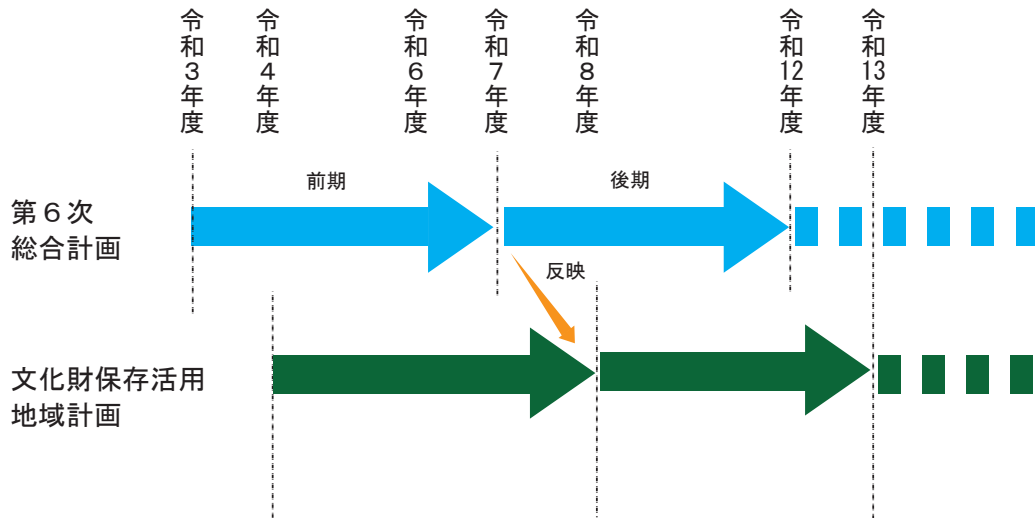 令和３年度
令和４年度
令和６年度
令和７年度
令和８年度
令和12年度
令和13年度
前期
後期
第６次
総合計画
反映
文化財保存活用
地域計画